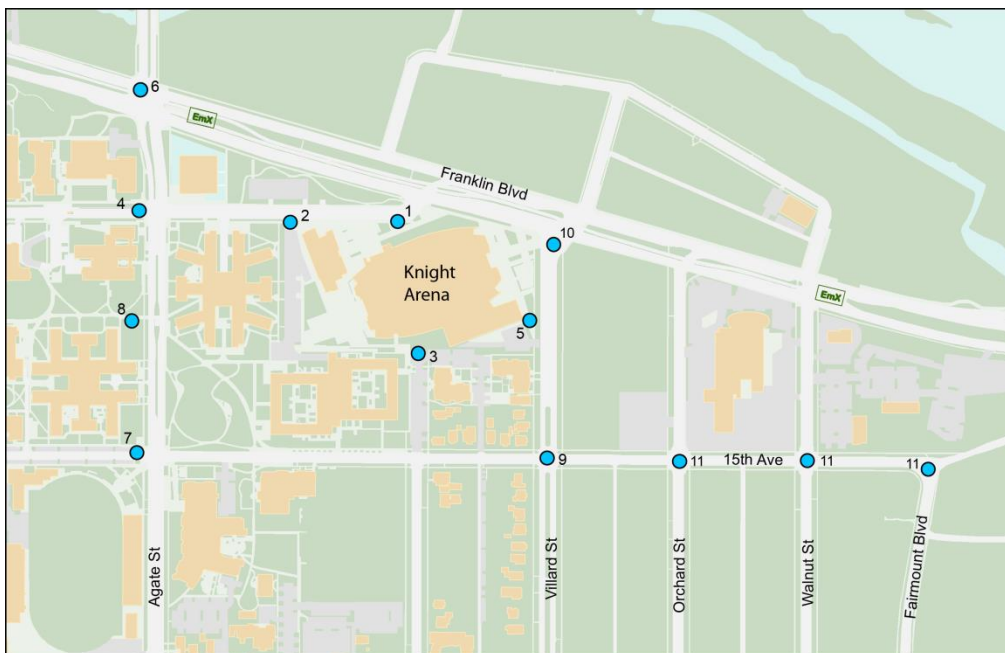 6
EmX
Franklin Blvd
4
2
1
10
Knight
Arena
EmX
8
5
3
7
9
11
15th Ave
11
11
Agate St
Villard St
Orchard St
Walnut St
Fairmount Blvd